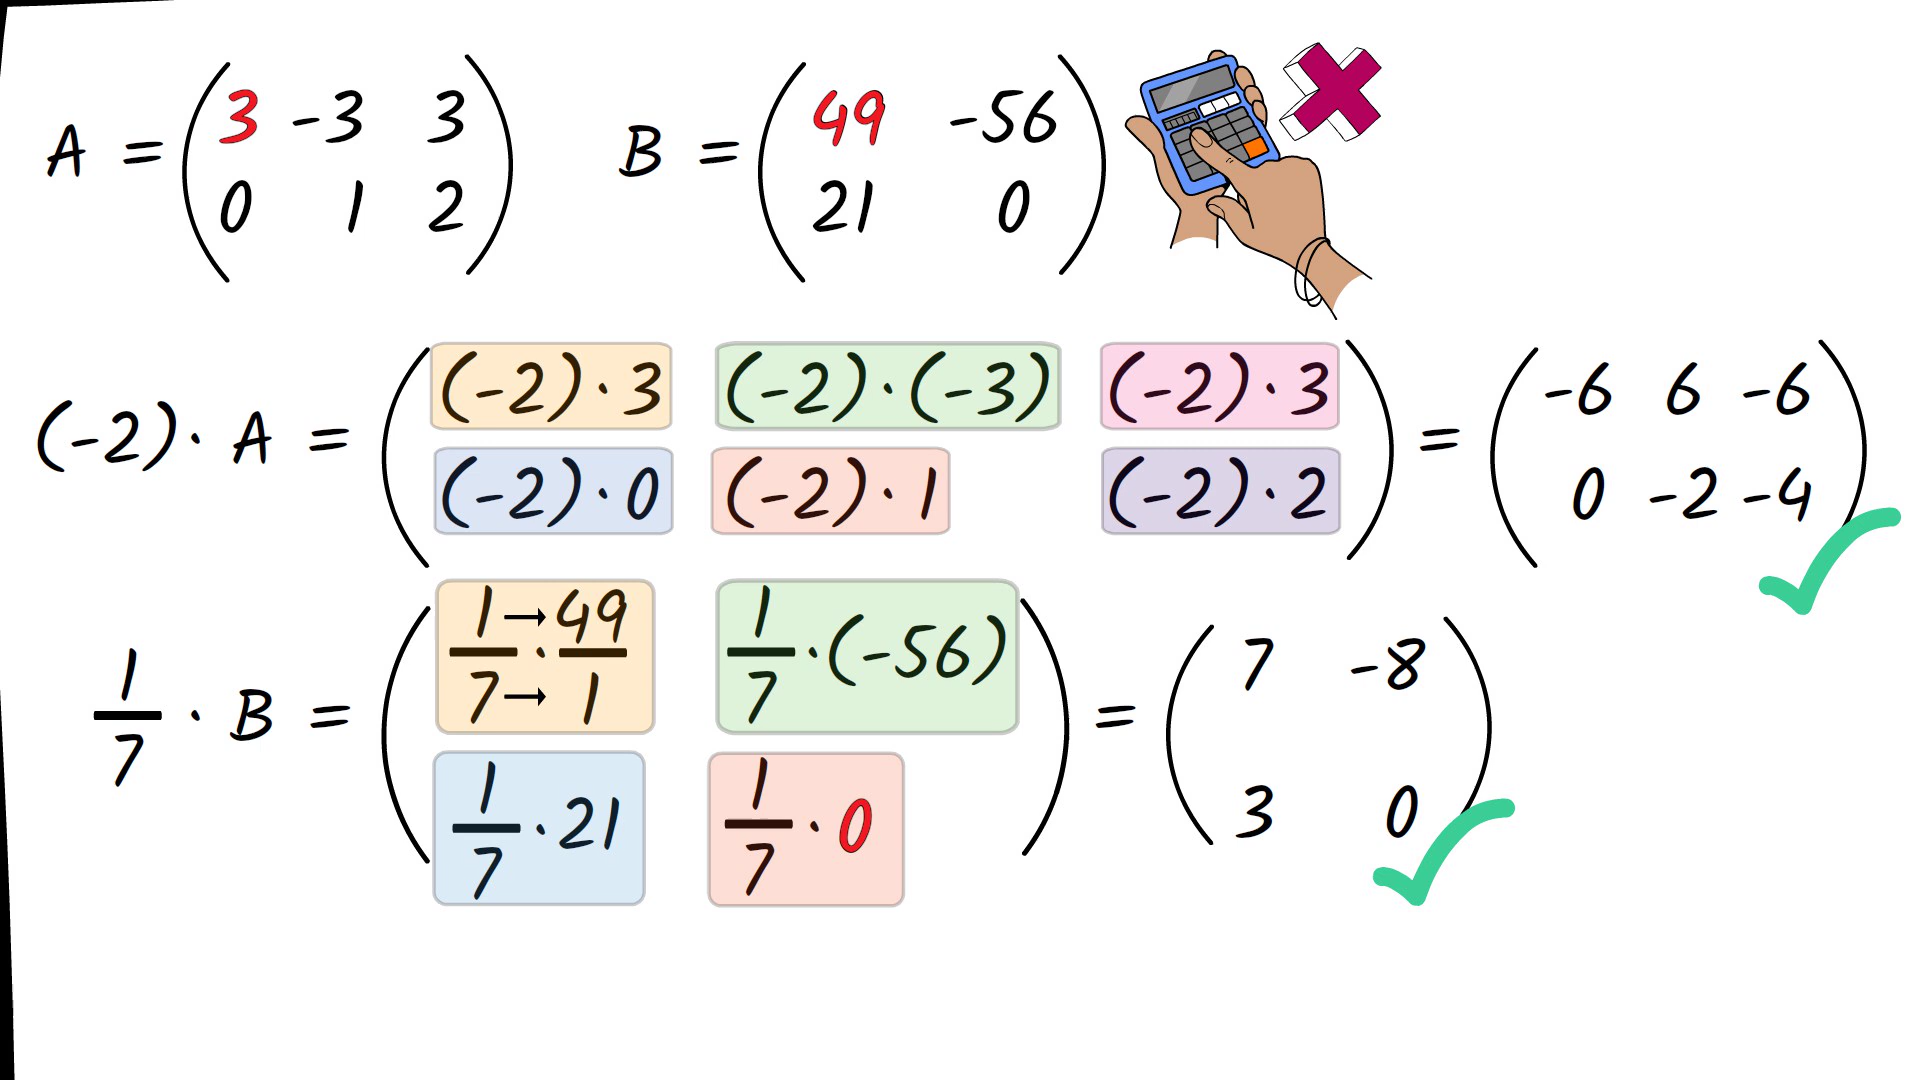 A = ( 3 -3 3 B = ( 49 -56 )
0 1 2 ) 21 0
(-2) · A = ( (-2) · 3 (-2) · (-3) (-2) · 3 ) = ( -6 6 -6 )
(-2) · 0 (-2) · 1 (-2) · 2 0 -2 -4
1/7 · B = ( 1/7 · 49/1 1/7 · (-56) ) = ( 7 -8 )
→ →
1/7 · 21 1/7 · 0 3 0